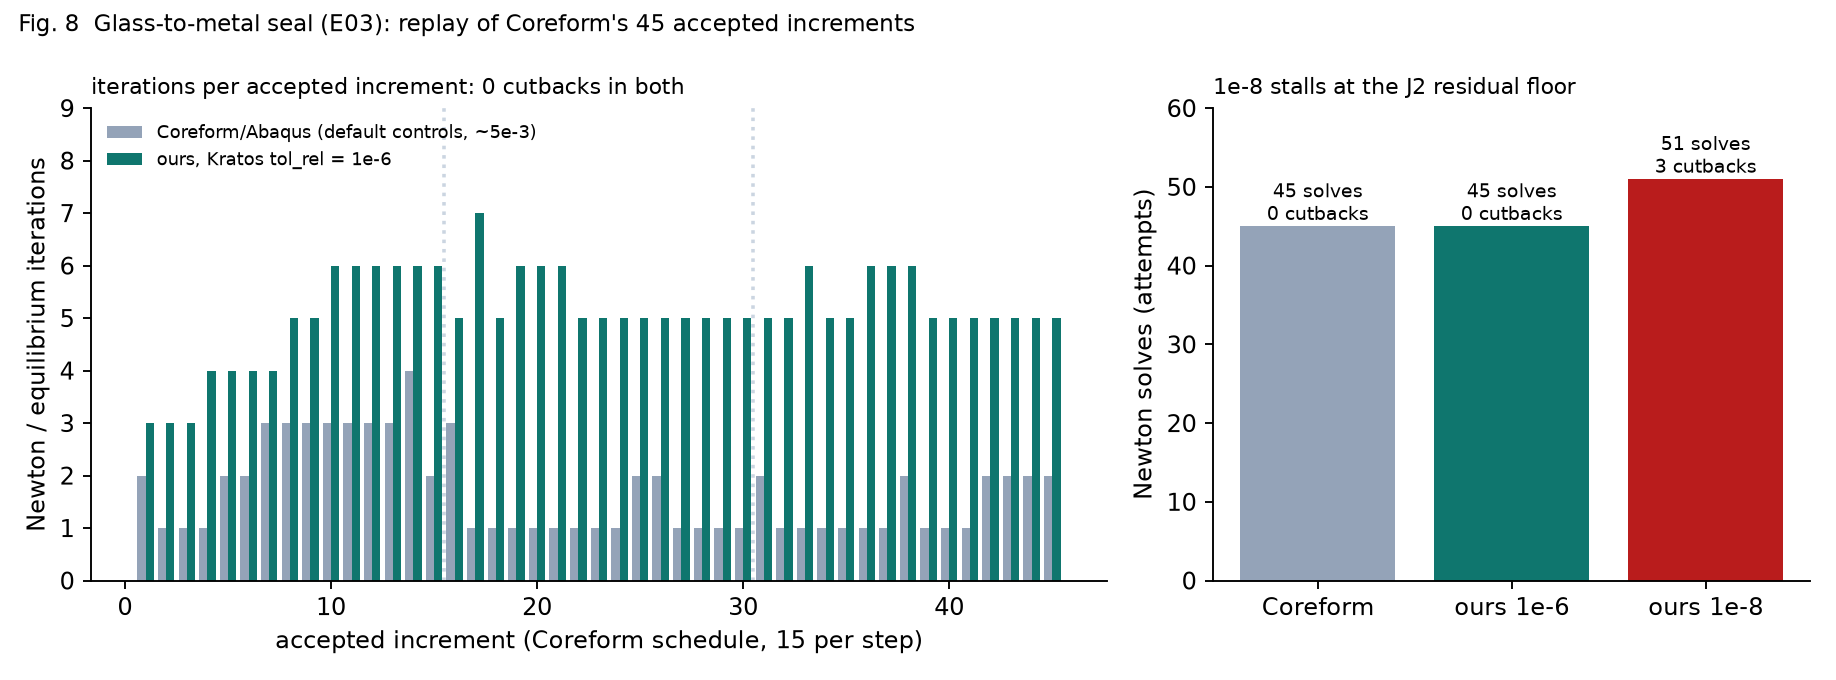 Fig. 8  Glass-to-metal seal (E03): replay of Coreform's 45 accepted increments
iterations per accepted increment: 0 cutbacks in both
Coreform/Abaqus (default controls, ~5e-3)
ours, Kratos tol_rel = 1e-6
Newton / equilibrium iterations
9
8
7
6
5
4
3
2
1
0
0 10 20 30 40
accepted increment (Coreform schedule, 15 per step)
1e-8 stalls at the J2 residual floor
Newton solves (attempts)
60
50
40
30
20
10
0
45 solves
0 cutbacks
45 solves
0 cutbacks
51 solves
3 cutbacks
Coreform ours 1e-6 ours 1e-8